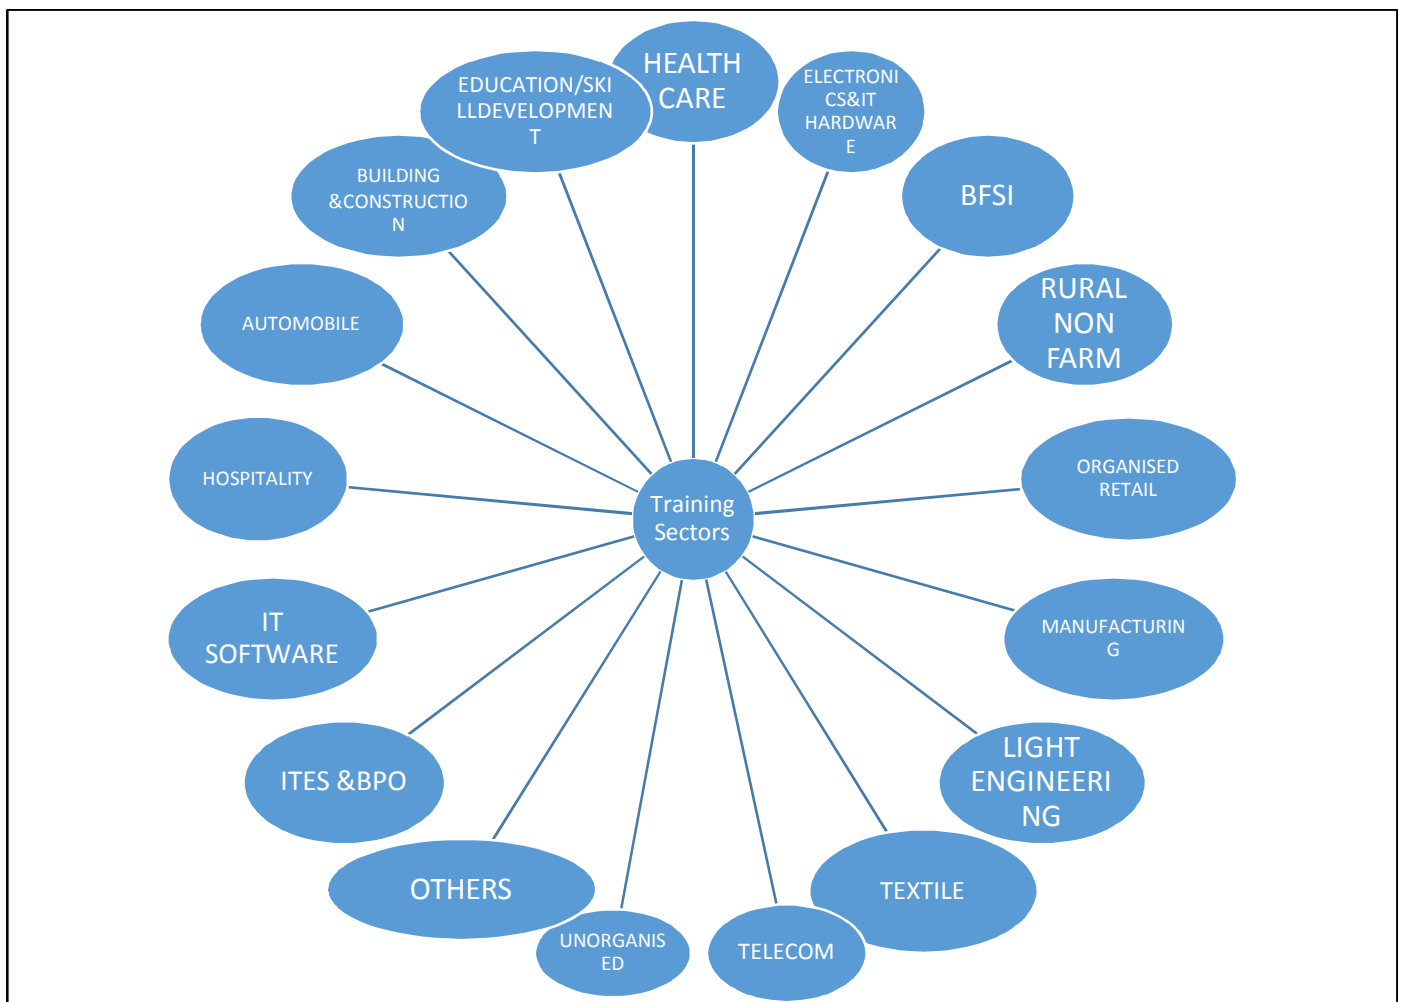 HEALTH
CARE
ELECTRONI
CS&IT
HARDWAR
E
BFSI
RURAL
NON
FARM
ORGANISED
RETAIL
MANUFACTURIN
G
LIGHT
ENGINEERI
NG
TEXTILE
TELECOM
UNORGANIS
ED
OTHERS
ITES &BPO
IT
SOFTWARE
HOSPITALITY
AUTOMOBILE
BUILDING
&CONSTRUCTIO
N
EDUCATION/SKI
LLDEVELOPMEN
T
Training
Sectors